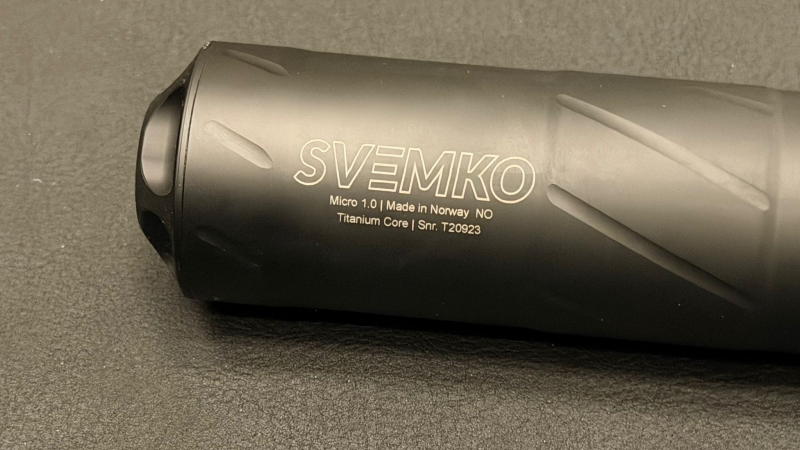 SVEMKO
Micro 1.0 | Made in Norway NO
Titanium Core | Snr. T20923